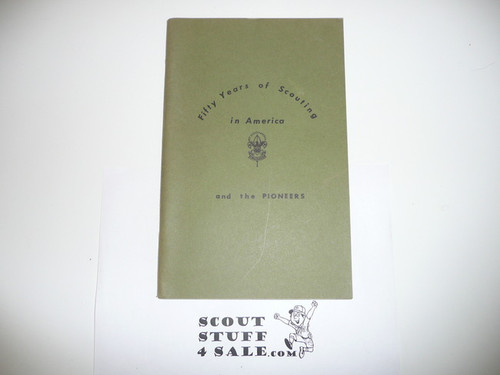 Fifty Years of Scouting
in America
and the PIONEERS
SCOUT
STUFF
4 SALE.com